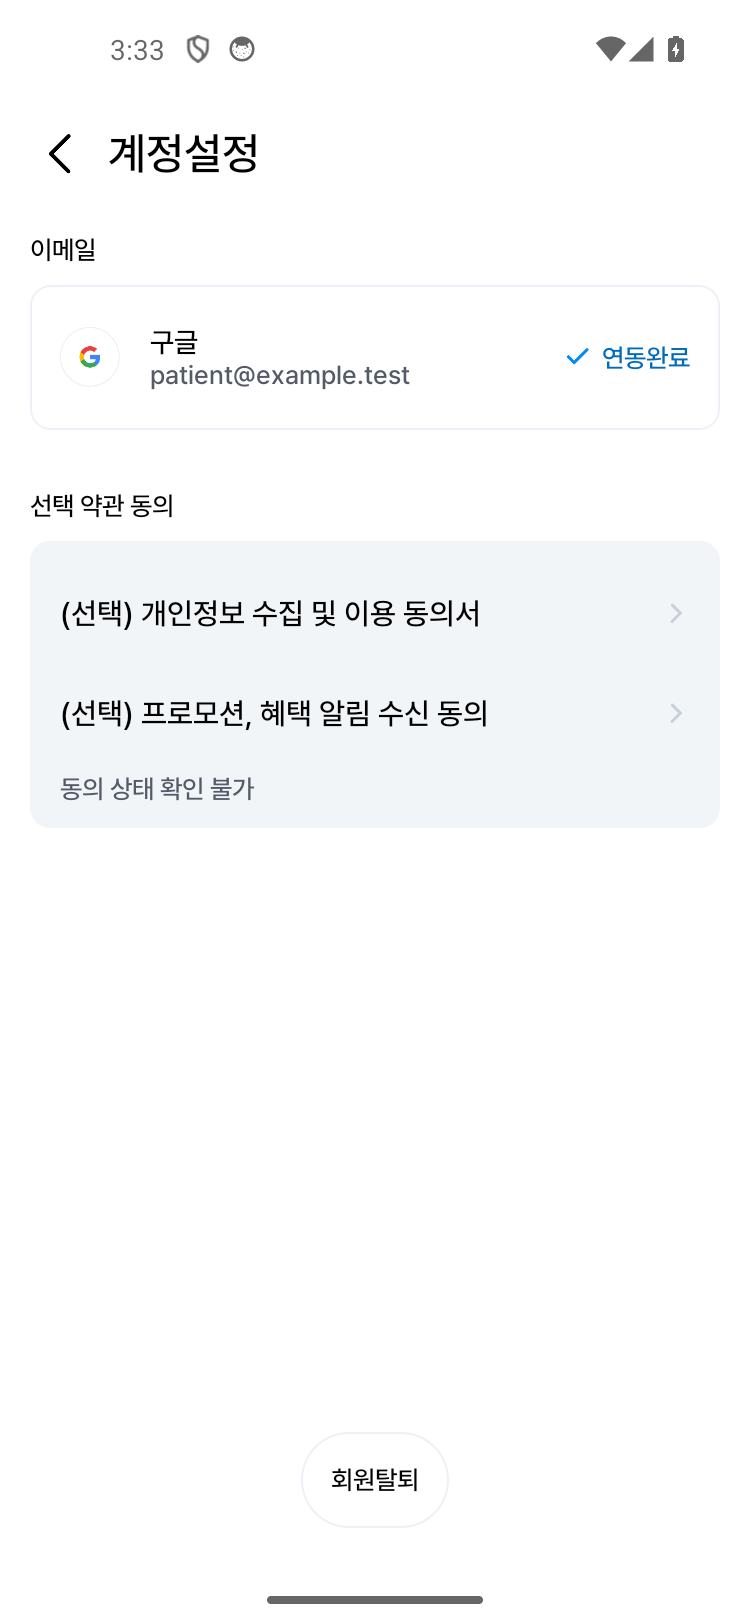 3:33
계정설정
이메일
구글
patient@example.test
연동완료
선택 약관 동의
(선택) 개인정보 수집 및 이용 동의서
(선택) 프로모션, 혜택 알림 수신 동의
동의 상태 확인 불가
회원탈퇴